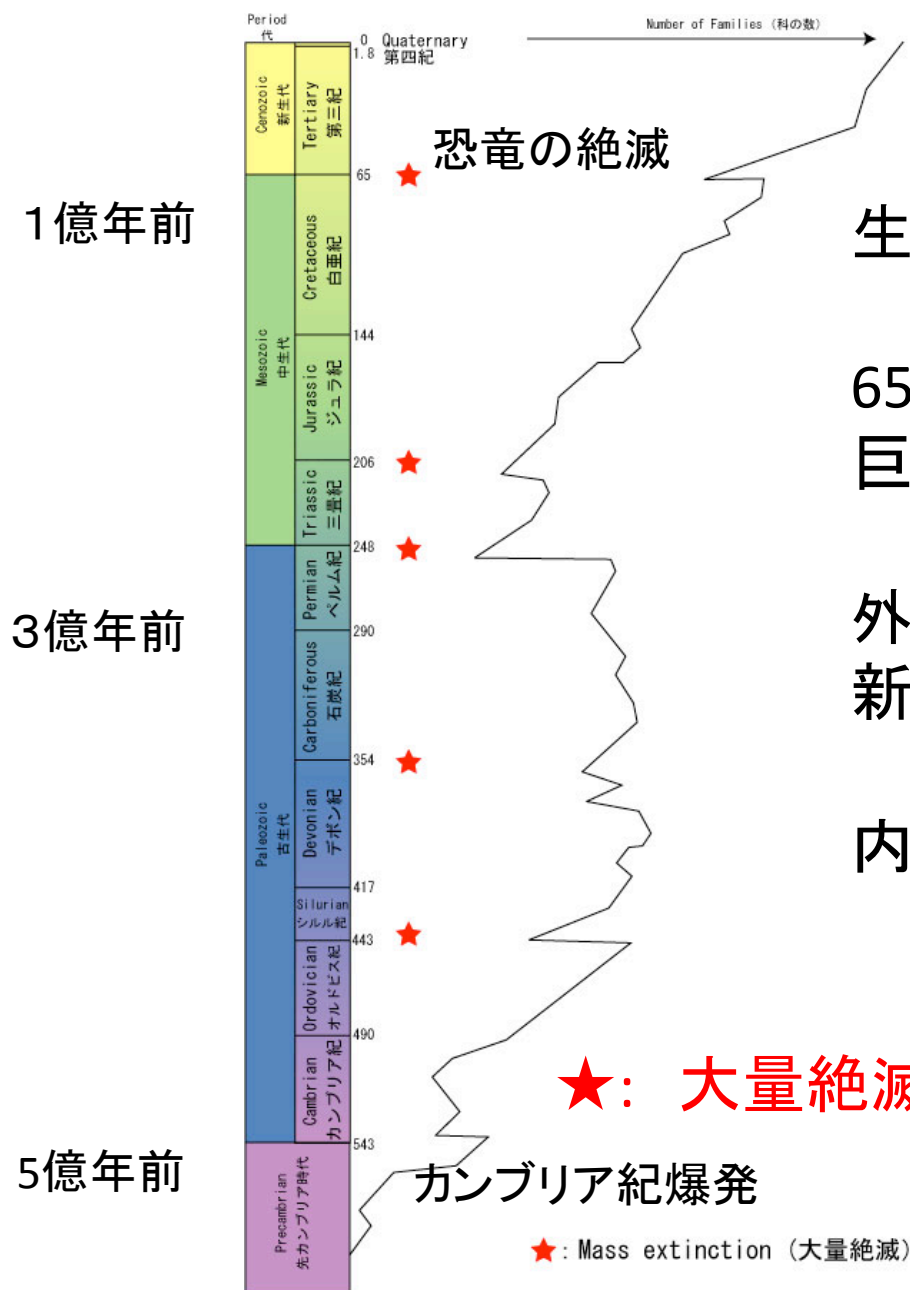 Period
代
Number of Families (科の数)
0 Quaternary
第四紀
1.8
Cenozoic
新生代
Tertiary
第三紀
恐竜の絶滅
65
1億年前
生
Mesozoic
中生代
Cretaceous
白亜紀
144
65
巨
Jurassic
ジュラ紀
206
Triassic
三畳紀
248
外
新
3億年前
Paleozoic
古生代
Permian
ペルム紀
290
Carboniferous
石炭紀
354
内
Devonian
デボン紀
417
Silurian
シルル紀
443
Ordovician
オルドビス紀
490
Cambrian
カンブリア紀
★: 大量絶滅
543
5億年前
Precambrian
先カンブリア時代
カンブリア紀爆発
★: Mass extinction (大量絶滅)